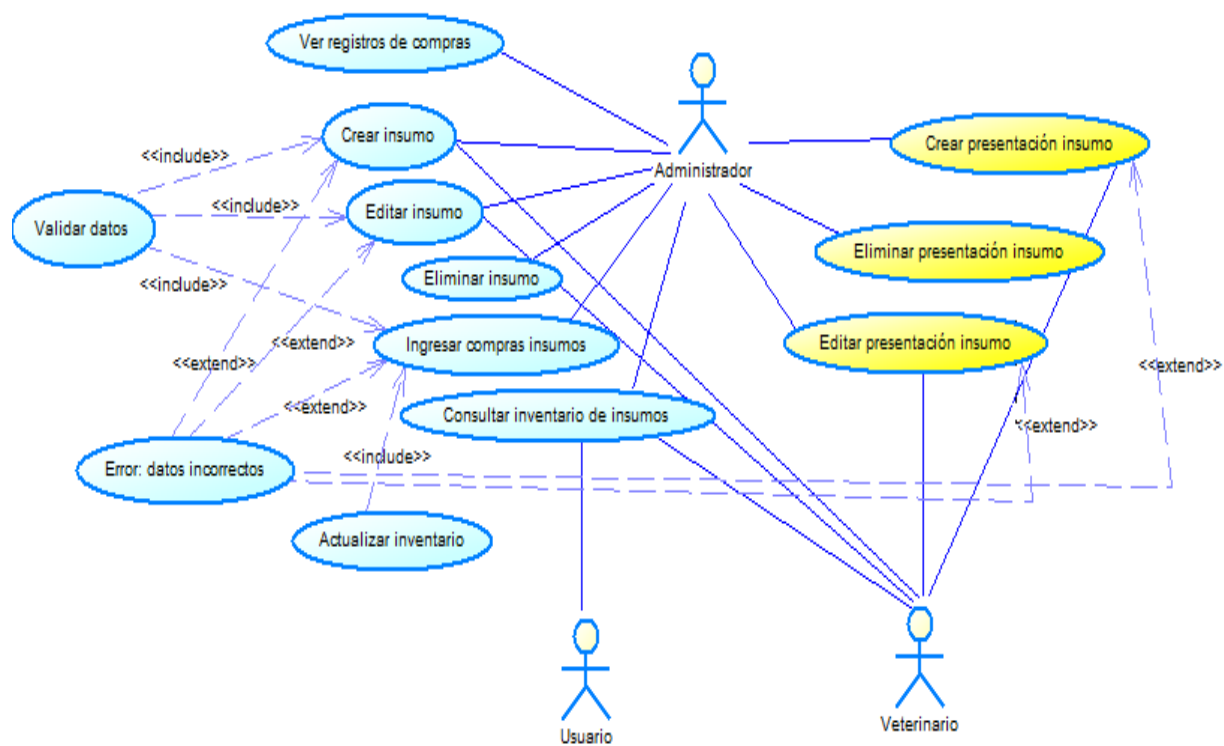 Ver registros de compras
Crear insumo
<<include>>
Administrador
Crear presentación insumo
<<include>>
Editar insumo
Validar datos
Eliminar presentación insumo
Eliminar insumo
<<include>>
<<extend>>
Ingresar compras insumos
Editar presentación insumo
<<extend>>
<<extend>>
<<extend>>
Consultar inventario de insumos
<<extend>>
<<include>>
Error: datos incorrectos
Actualizar inventario
Usuario
Veterinario